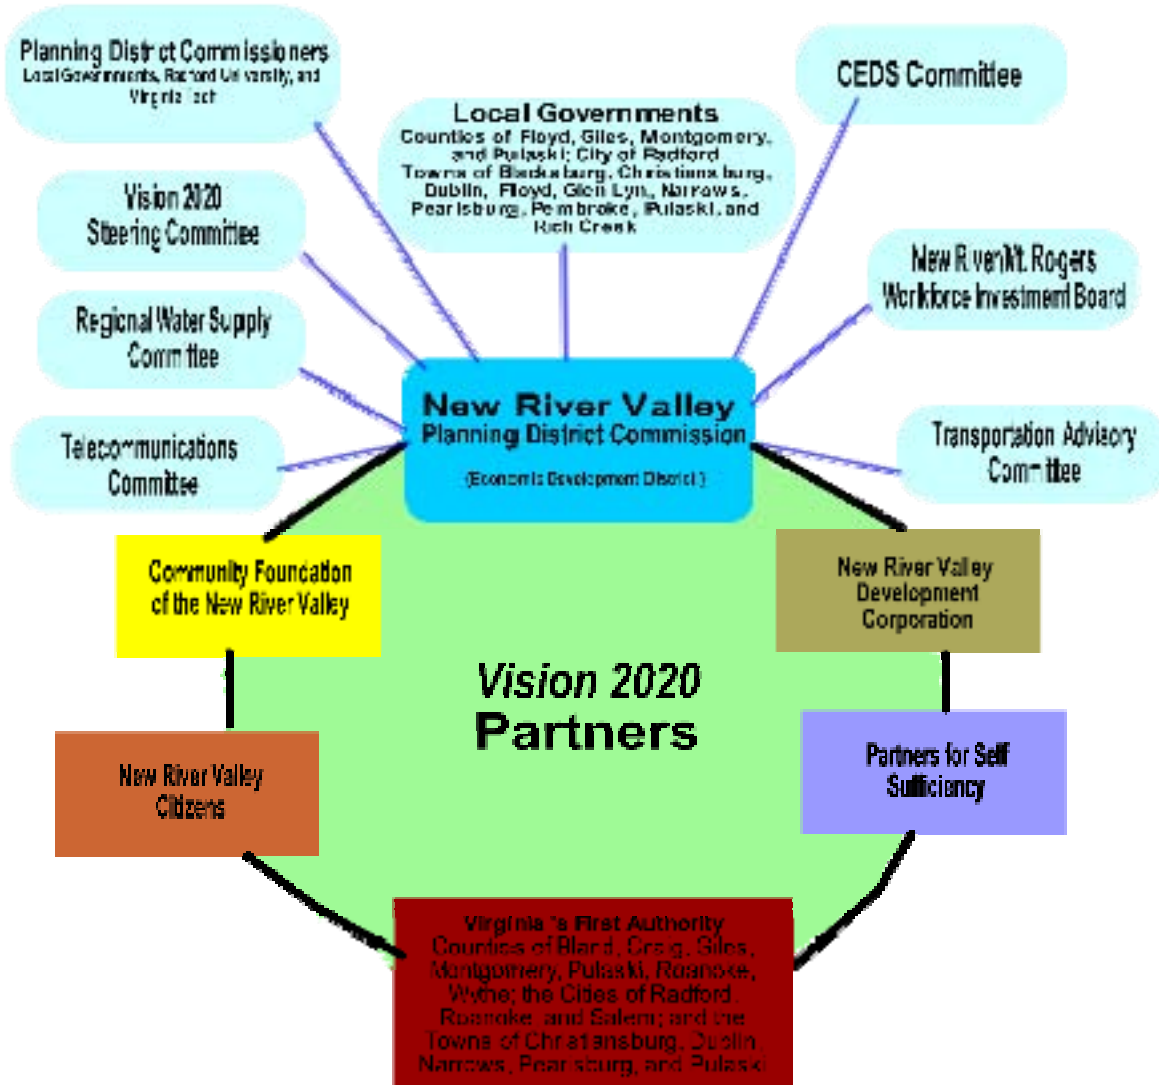 Planning District Commissioners
Local Governments, Radford University, and
Virginia Tech
CEDS Committee
Local Governments
Counties of Floyd, Giles, Montgomery,
and Pulaski; City of Radford
Towns of Blacksburg, Christiansburg,
Dublin, Floyd, Glen Lyn, Narrows,
Pearisburg, Pembroke, Pulaski, and
Rich Creek
Vision 2020
Steering Committee
New River/Mt. Rogers
Workforce Investment Board
Regional Water Supply
Committee
New River Valley
Planning District Commission
(Economic Development District)
Telecommunications
Committee
Transportation Advisory
Committee
Community Foundation
of the New River Valley
New River Valley
Development
Corporation
Vision 2020
Partners
New River Valley
Citizens
Partners for Self
Sufficiency
Virginia's First Authority
Counties of Bland, Craig, Giles,
Montgomery, Pulaski, Roanoke,
Wythe; the Cities of Radford,
Roanoke, and Salem; and the
Towns of Christiansburg, Dublin,
Narrows, Pearisburg, and Pulaski